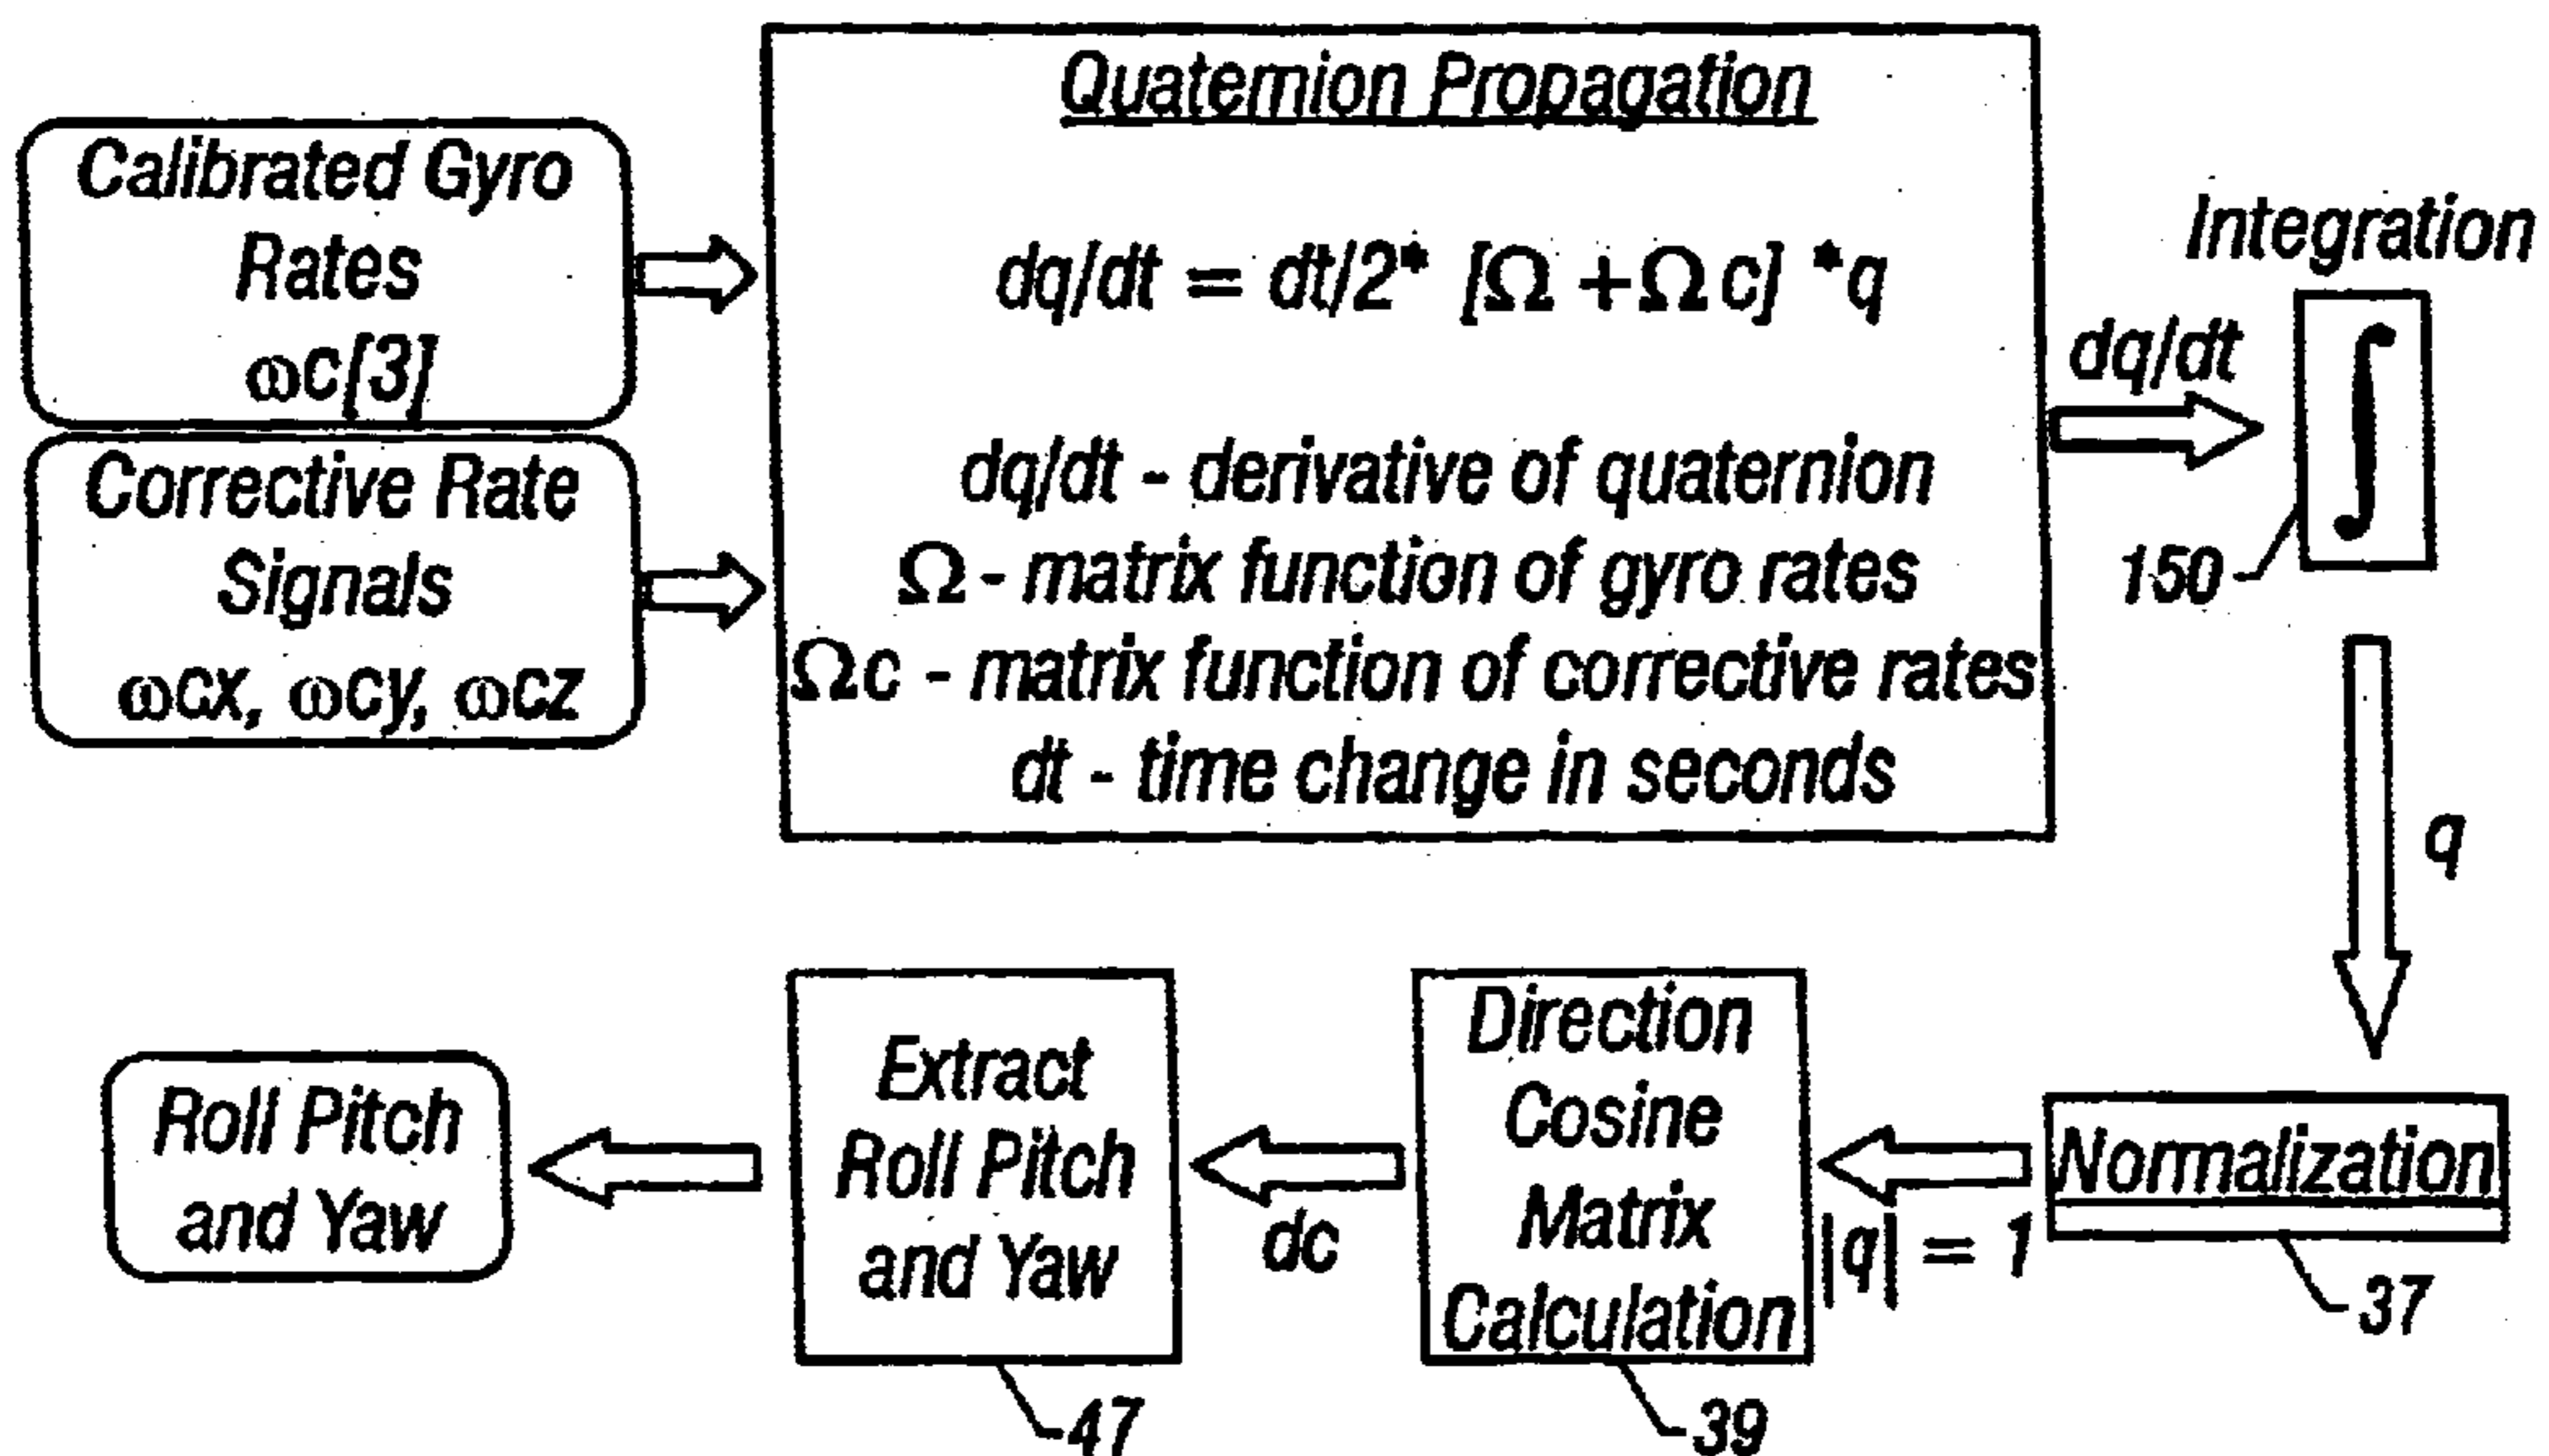 Quaternion Propagation
Calibrated Gyro
Rates
ωc[3]
Corrective Rate
Signals
ωcx, ωcy, ωcz
dq/dt = dt/2* [Ω +Ωc] *q
dq/dt - derivative of quaternion
Ω - matrix function of gyro rates
Ωc - matrix function of corrective rates
dt - time change in seconds
dq/dt
Integration
∫
150
q
Normalization
37
|q| = 1
Direction
Cosine
Matrix
Calculation
39
dc
Extract
Roll Pitch
and Yaw
47
Roll Pitch
and Yaw